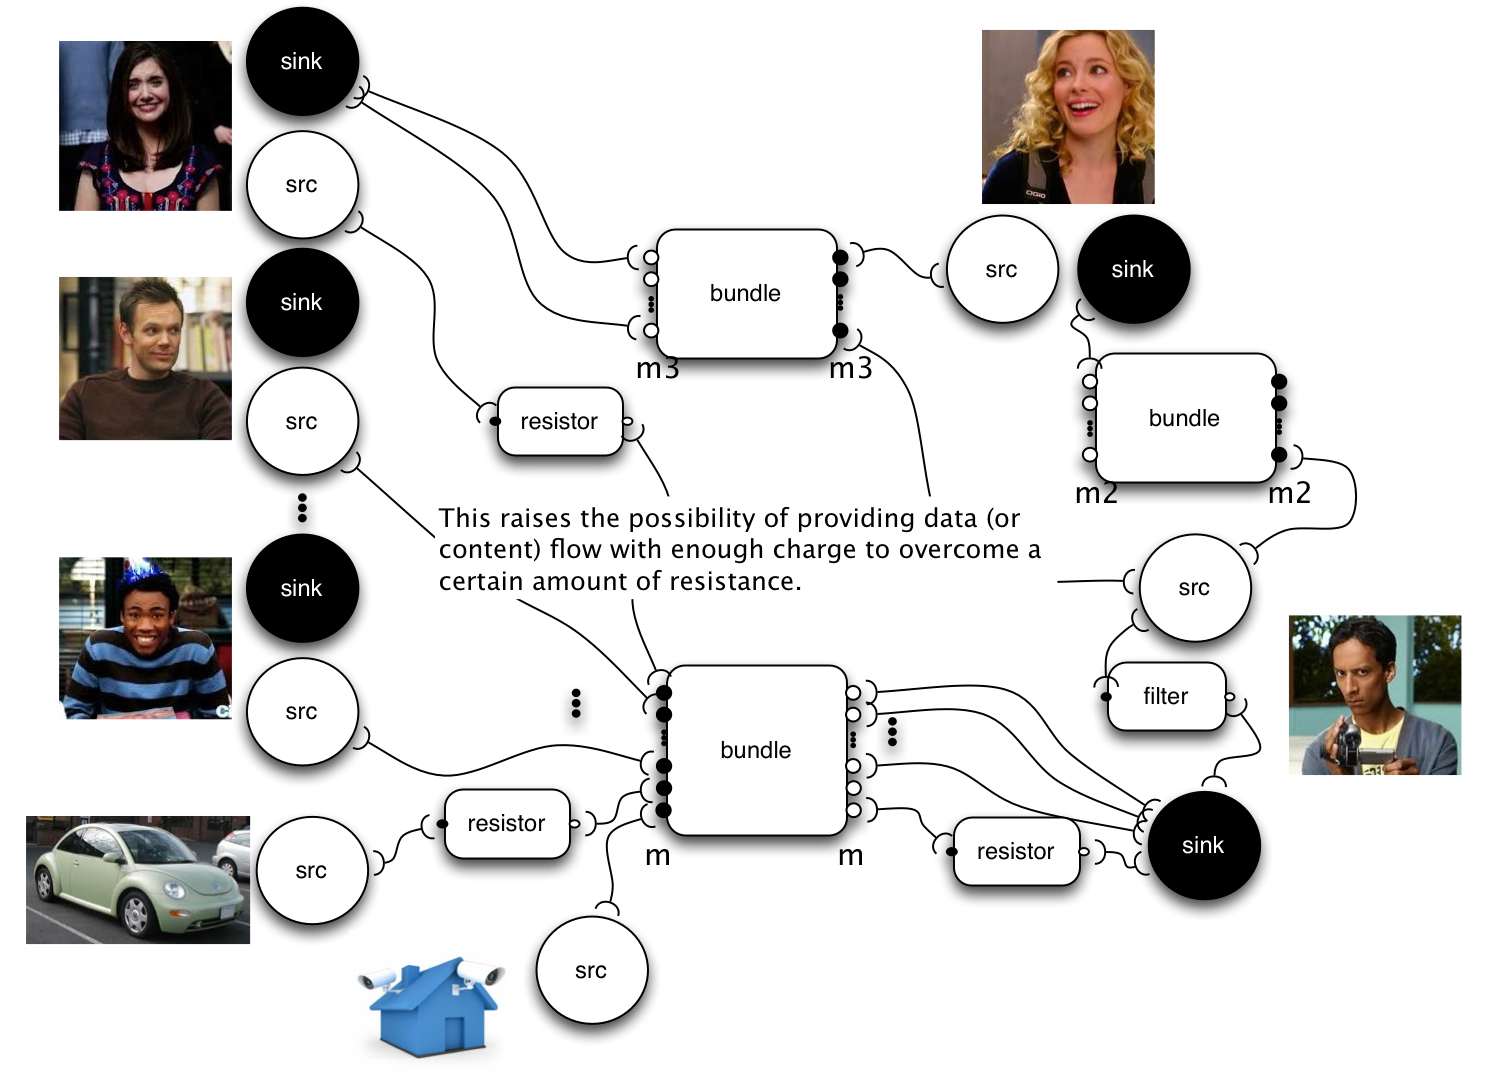 sink
src
sink
bundle
src
sink
m3
m3
src
resistor
bundle
m2
m2
This raises the possibility of providing data (or
content) flow with enough charge to overcome a
certain amount of resistance.
sink
src
src
filter
bundle
resistor
m
m
resistor
sink
src
src
OGIO